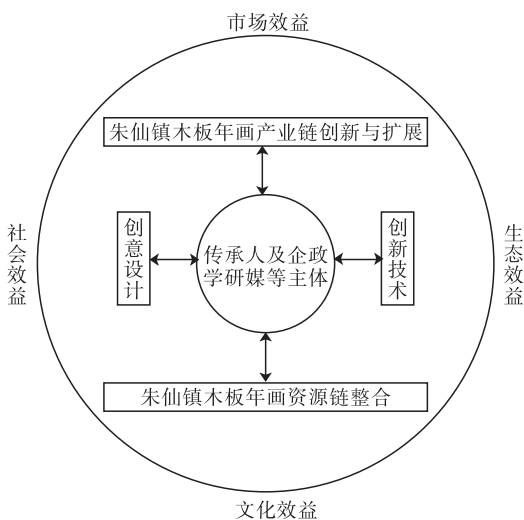 市场效益
朱仙镇木板年画产业链创新与扩展
社会效益
创意设计
传承人及企政
学研媒等主体
创新技术
生态效益
朱仙镇木板年画资源链整合
文化效益